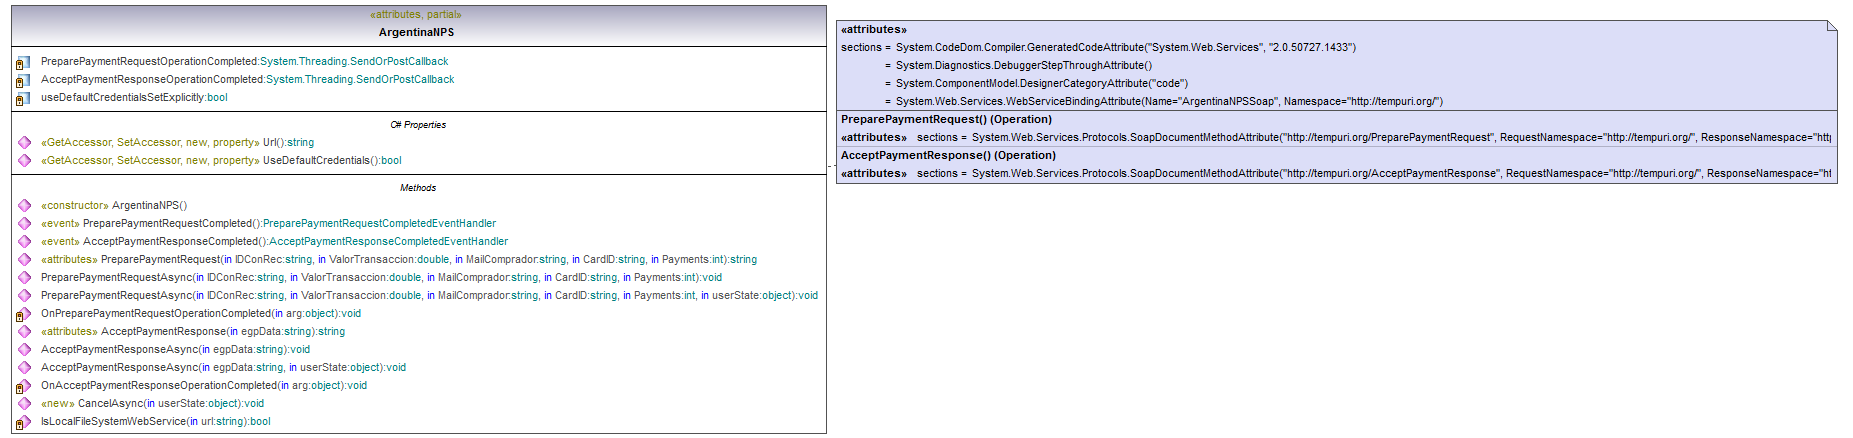 «attributes, partial»
ArgentinaNPS
PreparePaymentRequestOperationCompleted:System.Threading.SendOrPostCallback
AcceptPaymentResponseOperationCompleted:System.Threading.SendOrPostCallback
useDefaultCredentialsSetExplicitly:bool
C# Properties
«GetAccessor, SetAccessor, new, property» Url():string
«GetAccessor, SetAccessor, new, property» UseDefaultCredentials():bool
Methods
«constructor» ArgentinaNPS()
«event» PreparePaymentRequestCompleted():PreparePaymentRequestCompletedEventHandler
«event» AcceptPaymentResponseCompleted():AcceptPaymentResponseCompletedEventHandler
«attributes» PreparePaymentRequest(in IDConRec:string, in ValorTransaccion:double, in MailComprador:string, in CardID:string, in Payments:int):string
PreparePaymentRequestAsync(in IDConRec:string, in ValorTransaccion:double, in MailComprador:string, in CardID:string, in Payments:int):void
PreparePaymentRequestAsync(in IDConRec:string, in ValorTransaccion:double, in MailComprador:string, in CardID:string, in Payments:int, in userState:object):void
OnPreparePaymentRequestOperationCompleted(in arg:object):void
«attributes» AcceptPaymentResponse(in egpData:string):string
AcceptPaymentResponseAsync(in egpData:string):void
AcceptPaymentResponseAsync(in egpData:string, in userState:object):void
OnAcceptPaymentResponseOperationCompleted(in arg:object):void
«new» CancelAsync(in userState:object):void
IsLocalFileSystemWebService(in url:string):bool
«attributes»
sections = System.CodeDom.Compiler.GeneratedCodeAttribute("System.Web.Services", "2.0.50727.1433")
= System.Diagnostics.DebuggerStepThroughAttribute()
= System.ComponentModel.DesignerCategoryAttribute("code")
= System.Web.Services.WebServiceBindingAttribute(Name="ArgentinaNPSSoap", Namespace="http://tempuri.org/")
PreparePaymentRequest() (Operation)
«attributes» sections = System.Web.Services.Protocols.SoapDocumentMethodAttribute("http://tempuri.org/PreparePaymentRequest", RequestNamespace="http://tempuri.org/", ResponseNamespace="http
AcceptPaymentResponse() (Operation)
«attributes» sections = System.Web.Services.Protocols.SoapDocumentMethodAttribute("http://tempuri.org/AcceptPaymentResponse", RequestNamespace="http://tempuri.org/", ResponseNamespace="ht